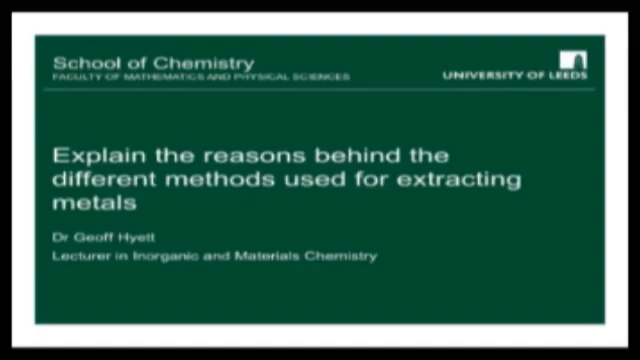 School of Chemistry
FACULTY OF MATHEMATICS AND PHYSICAL SCIENCES
UNIVERSITY OF LEEDS
Explain the reasons behind the
different methods used for extracting
metals
Dr Geoff Hyett
Lecturer in Inorganic and Materials Chemistry